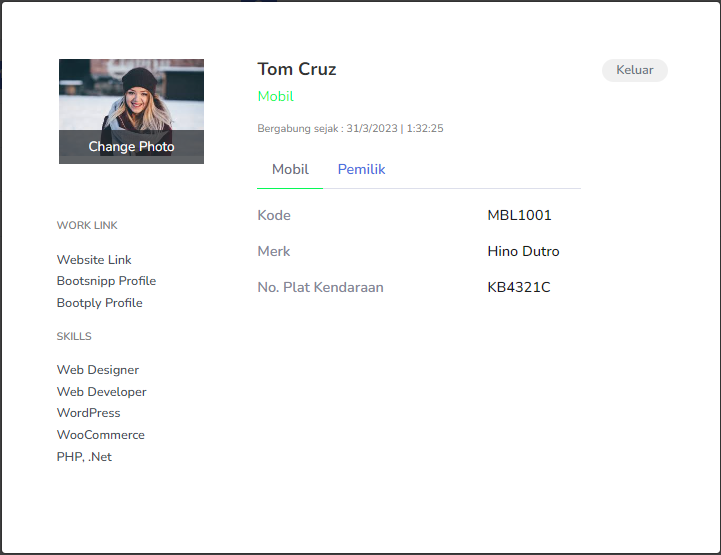 Tom Cruz
Keluar
Mobil
Bergabung sejak : 31/3/2023 | 1:32:25
Change Photo
Mobil Pemilik
Kode MBL1001
Merk Hino Dutro
No. Plat Kendaraan KB4321C
WORK LINK
Website Link
Bootsnipp Profile
Bootply Profile
SKILLS
Web Designer
Web Developer
WordPress
WooCommerce
PHP, .Net